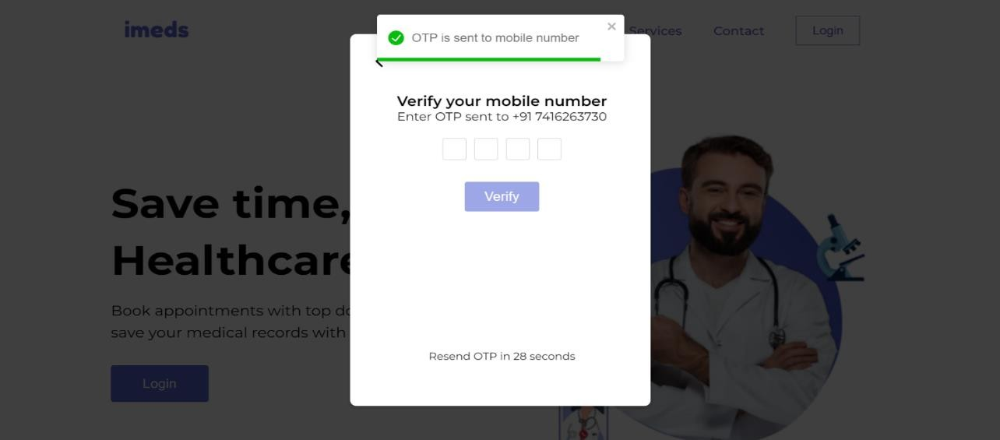 imeds
Services
Contact
Login
OTP is sent to mobile number
Verify your mobile number
Enter OTP sent to +91 7416263730
Verify
Resend OTP in 28 seconds
Save time,
Healthcare
Book appointments with top
save your medical records with
Login